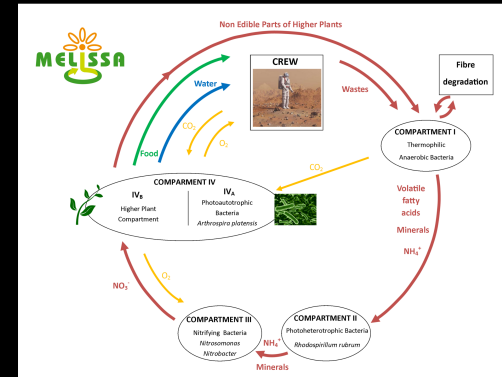 MELISSA
Non Edible Parts of Higher Plants
CREW
Fibre
degradation
Water
Wastes
CO2
O2
Food
COMPARTMENT I
Thermophilic
Anaerobic Bacteria
CO2
COMPARMENT IV
IVB
Higher Plant
Compartment
IVA
Photoautotrophic
Bacteria
Arthrospira platensis
Volatile
fatty
acids
Minerals
NH4+
O2
NO3-
COMPARTMENT III
Nitrifying Bacteria
Nitrosomonas
Nitrobacter
COMPARTMENT II
Photoheterotrophic Bacteria
Rhodospirillum rubrum
NH4+
Minerals